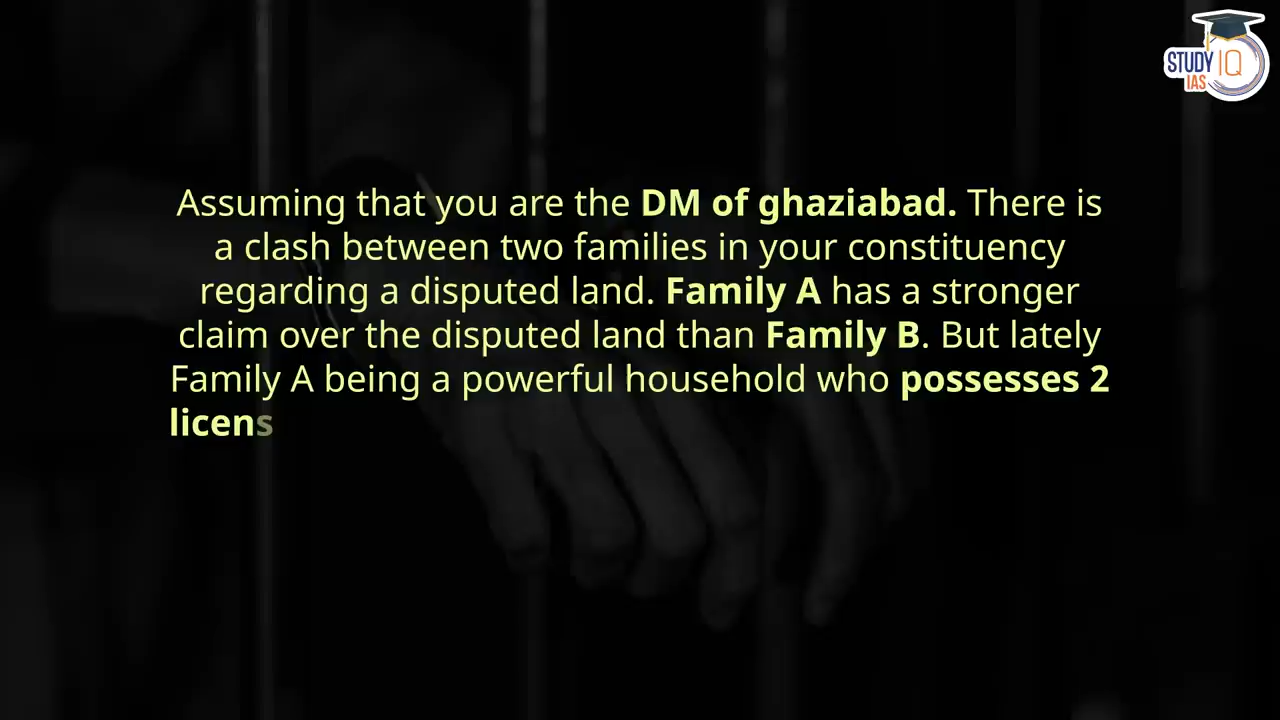 STUDY IQ
IAS
Assuming that you are the DM of ghaziabad. There is
a clash between two families in your constituency
regarding a disputed land. Family A has a stronger
claim over the disputed land than Family B. But lately
Family A being a powerful household who possesses 2
licens